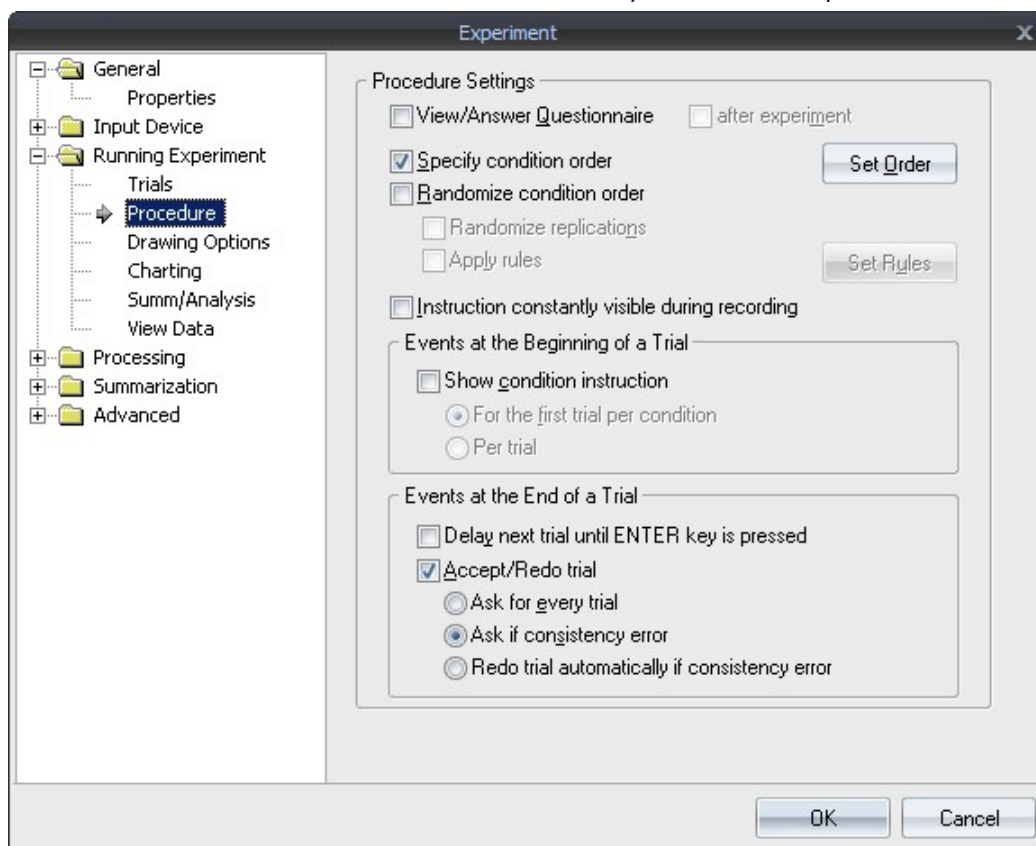 Experiment
General
Properties
Input Device
Running Experiment
Trials
Procedure
Drawing Options
Charting
Summ/Analysis
View Data
Processing
Summarization
Advanced
Procedure Settings
View/Answer Questionnaire after experiment
Specify condition order Set Order
Randomize condition order
Randomize replications
Apply rules Set Rules
Instruction constantly visible during recording
Events at the Beginning of a Trial
Show condition instruction
For the first trial per condition
Per trial
Events at the End of a Trial
Delay next trial until ENTER key is pressed
Accept/Redo trial
Ask for every trial
Ask if consistency error
Redo trial automatically if consistency error
OK Cancel